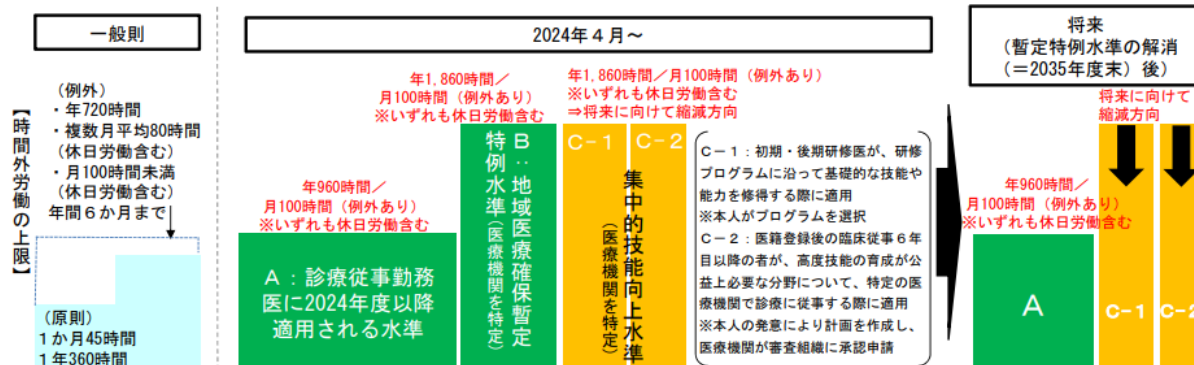 一般則
【時間外労働の上限】
(例外)
・年720時間
・複数月平均80時間
(休日労働含む)
・月100時間未満
(休日労働含む)
年間6か月まで
(原則)
1か月45時間
1年360時間
2024年4月~
年960時間/
月100時間(例外あり)
※いずれも休日労働含む
A:診療従事勤務
医に2024年度以降
適用される水準
年1,860時間/
月100時間(例外あり)
※いずれも休日労働含む
B:地域医療確保暫定
特例水準(医療機関を特定)
年1,860時間/月100時間(例外あり)
※いずれも休日労働含む
⇒将来に向けて縮減方向
C-1
C-2
集中的技能向上水準
(医療機関を特定)
C-1:初期・後期研修医が、研修
プログラムに沿って基礎的な技能や
能力を修得する際に適用
※本人がプログラムを選択
C-2:医籍登録後の臨床従事6年
目以降の者が、高度技能の育成が公
益上必要な分野について、特定の医
療機関で診療に従事する際に適用
※本人の発意により計画を作成し、
医療機関が審査組織に承認申請
将来
(暫定特例水準の解消
(=2035年度末)後)
将来に向けて
縮減方向
年960時間/
月100時間(例外あり)
※いずれも休日労働含む
A
C-1
C-2